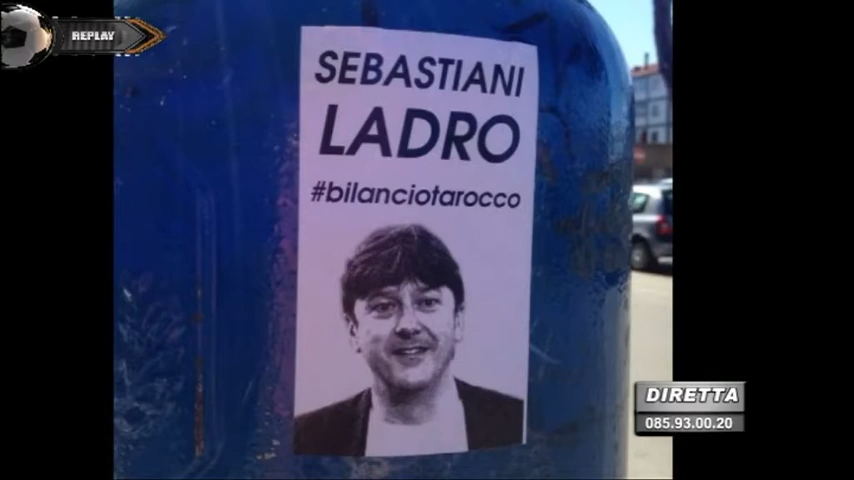 REPLAY
SEBASTIANI
LADRO
#bilanciotarocco
DIRETTA
085.93.00.20